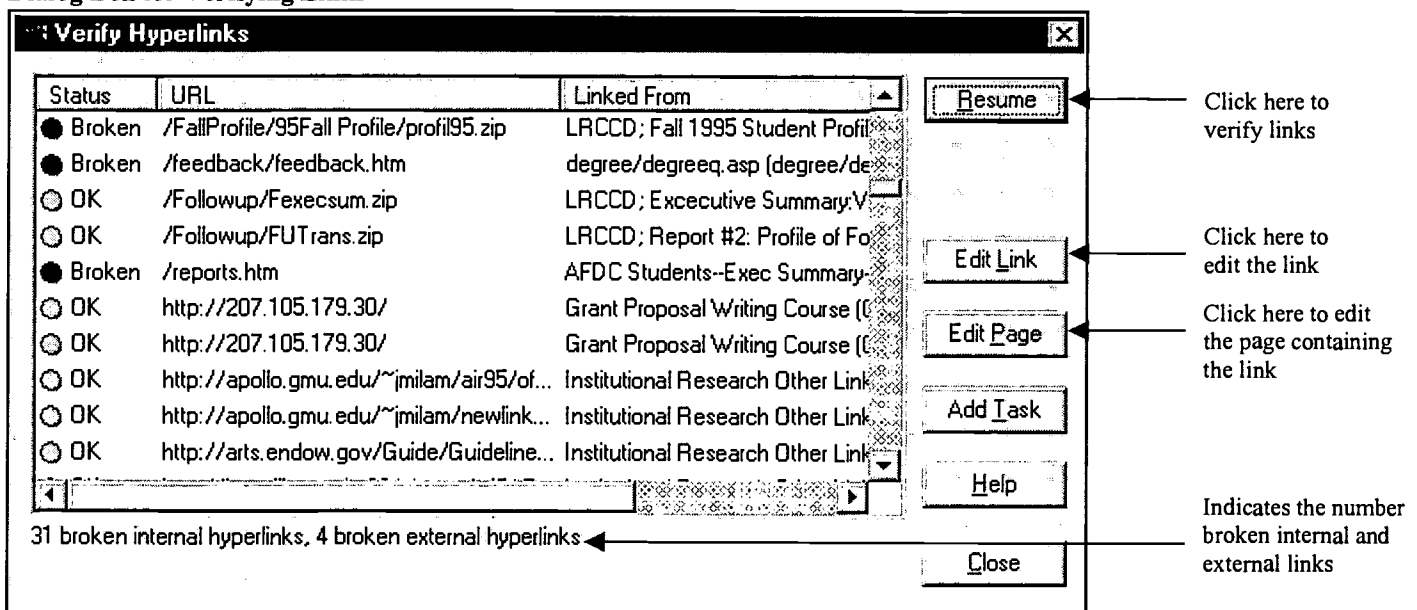 Verify Hyperlinks
Status URL Linked From
Broken /FallProfile/95Fall Profile/profil95.zip LRCCD; Fall 1995 Student Profil
Broken /feedback/feedback.htm degree/degreeq.asp (degree/de
OK /Followup/Fexecsum.zip LRCCD; Excecutive Summary:V
OK /Followup/FUTrans.zip LRCCD; Report #2: Profile of Fo
Broken /reports.htm AFDC Students--Exec Summary-
OK http://207.105.179.30/ Grant Proposal Writing Course (
OK http://207.105.179.30/ Grant Proposal Writing Course (
OK http://apollo.gmu.edu/~jmilam/air95/of... Institutional Research Other Link
OK http://apollo.gmu.edu/~jmilam/newlink... Institutional Research Other Link
OK http://arts.endow.gov/Guide/Guideline... Institutional Research Other Link
31 broken internal hyperlinks, 4 broken external hyperlinks
Resume
Edit Link
Edit Page
Add Task
Help
Close
Click here to
verify links
Click here to
edit the link
Click here to edit
the page containing
the link
Indicates the number
broken internal and
external links